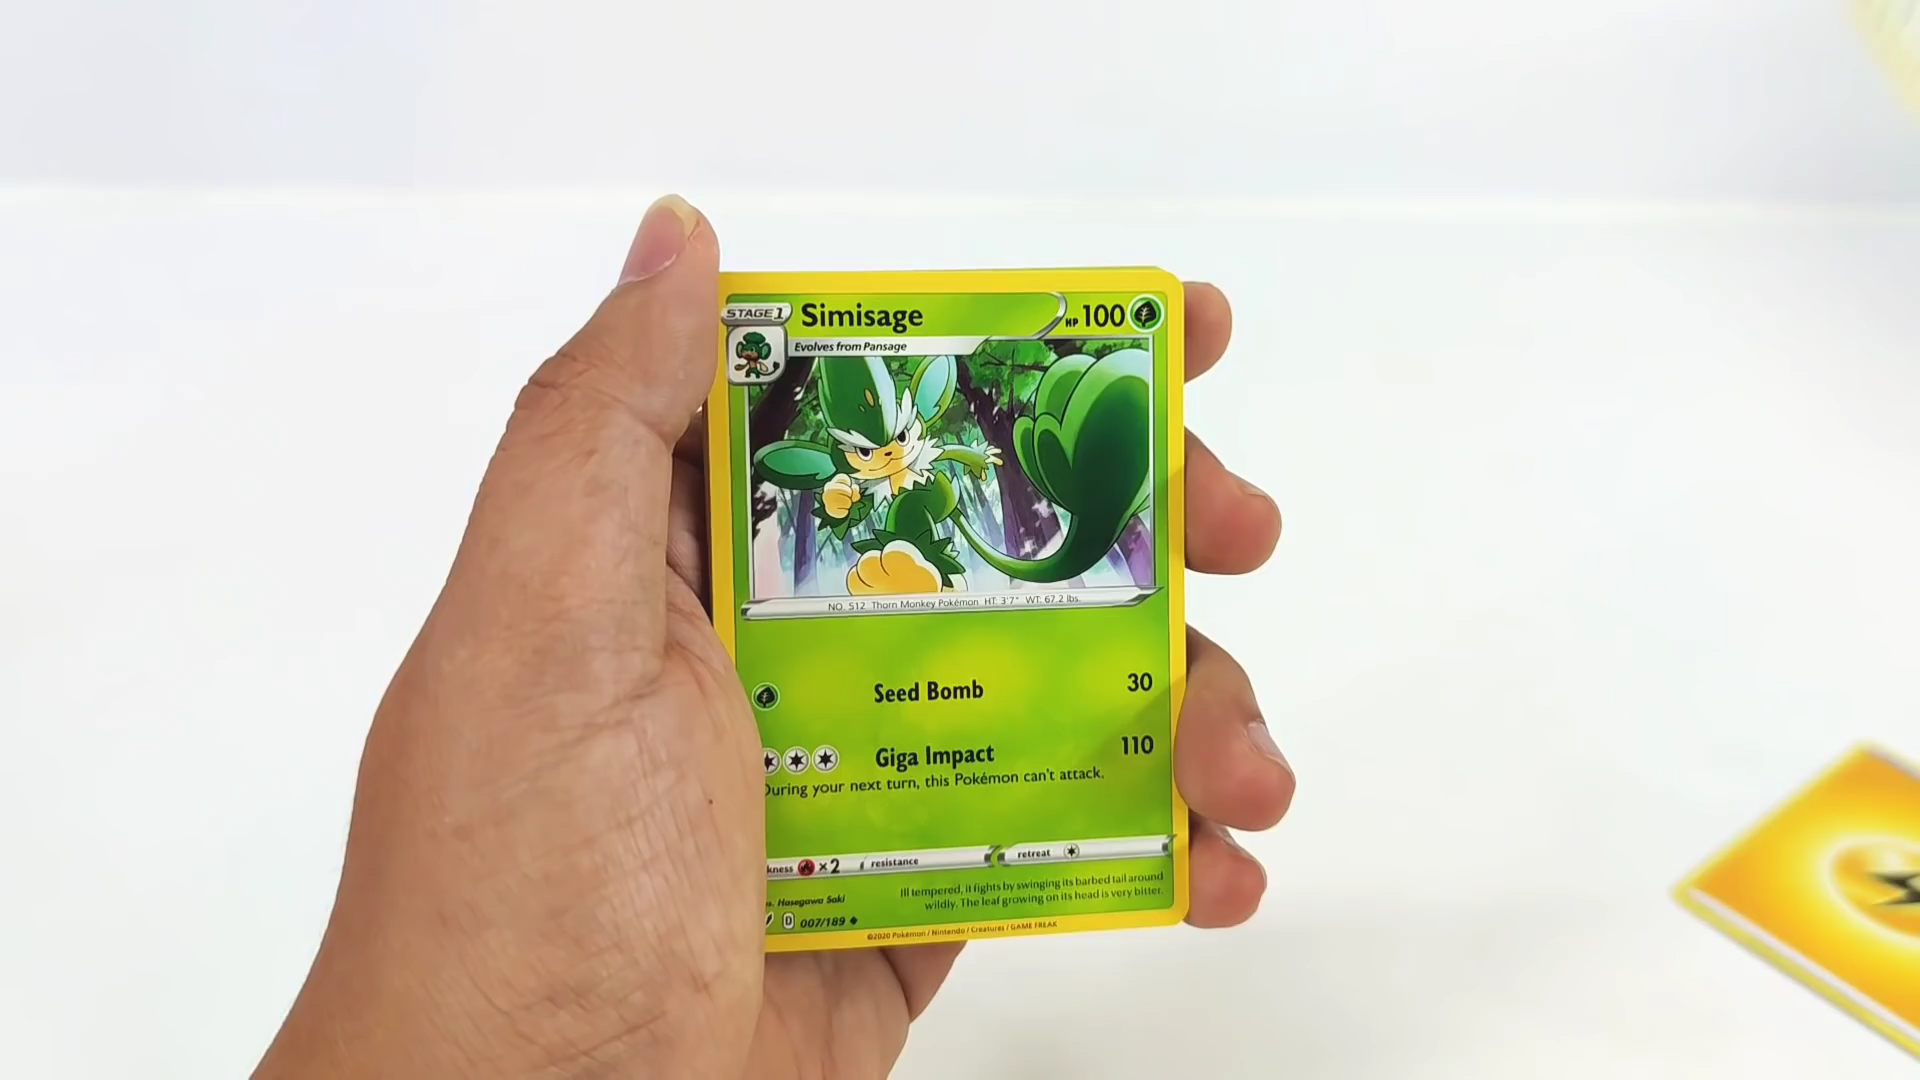 STAGE 1
Simisage
HP 100
Evolves from Pansage
NO. 512 Thorn Monkey Pokémon HT: 3'7" WT: 67.2 lbs.
Seed Bomb 30
Giga Impact 110
During your next turn, this Pokémon can't attack.
kness ×2 resistance retreat
Ill tempered, it fights by swinging its barbed tail around
wildly. The leaf growing on its head is very bitter.
s. Hasegawa Saki
D 007/189
©2020 Pokémon / Nintendo / Creatures / GAME FREAK